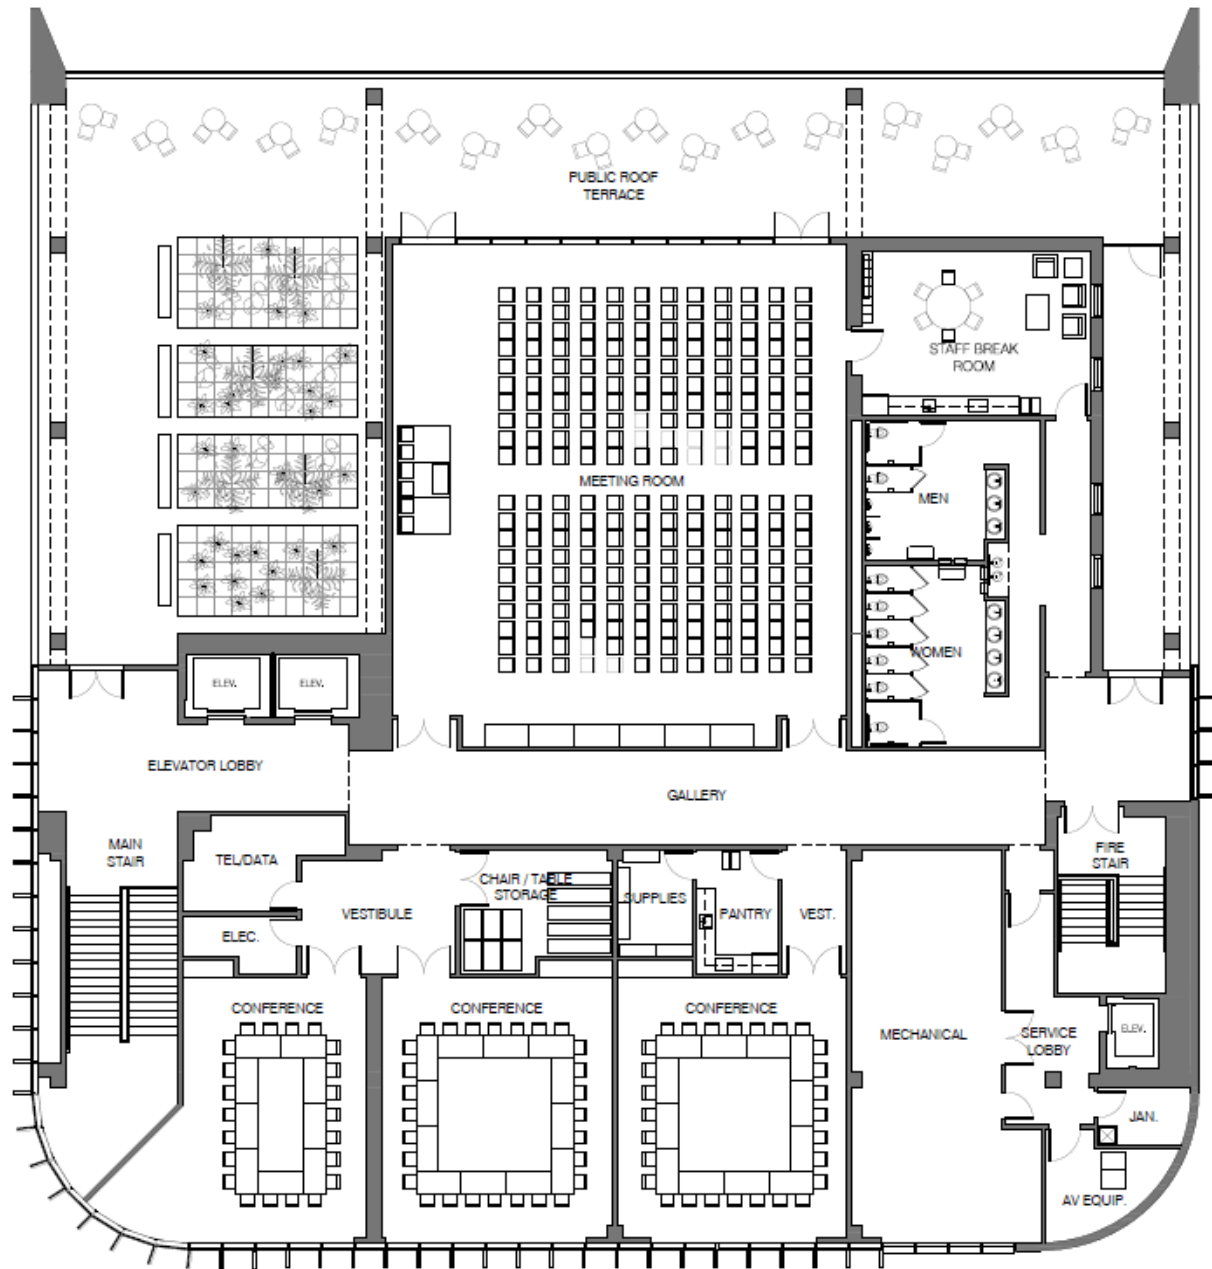 PUBLIC ROOF
TERRACE
STAFF BREAK
ROOM
MEETING ROOM
MEN
WOMEN
ELEV.
ELEV.
ELEVATOR LOBBY
GALLERY
MAIN
STAIR
TEL/DATA
FIRE
STAIR
CHAIR / TABLE
STORAGE
SUPPLIES
PANTRY
VEST.
VESTIBULE
ELEC.
CONFERENCE
CONFERENCE
CONFERENCE
MECHANICAL
SERVICE
LOBBY
ELEV.
JAN.
AV EQUIP.